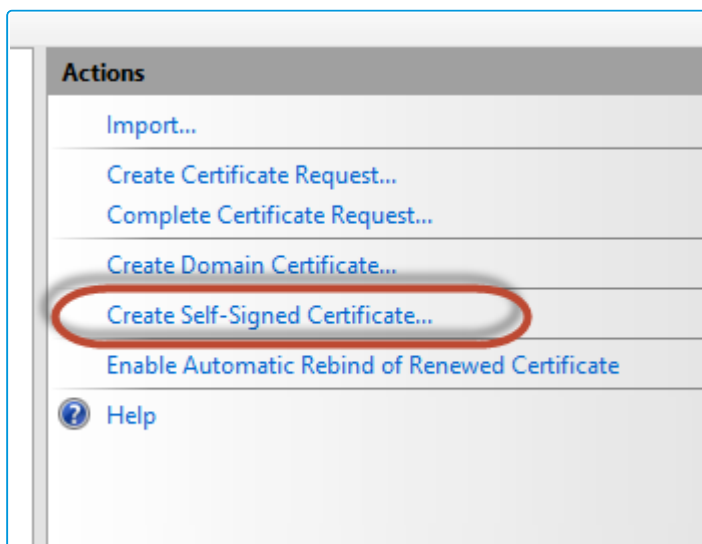 Actions
Import...
Create Certificate Request...
Complete Certificate Request...
Create Domain Certificate...
Create Self-Signed Certificate...
Enable Automatic Rebind of Renewed Certificate
? Help